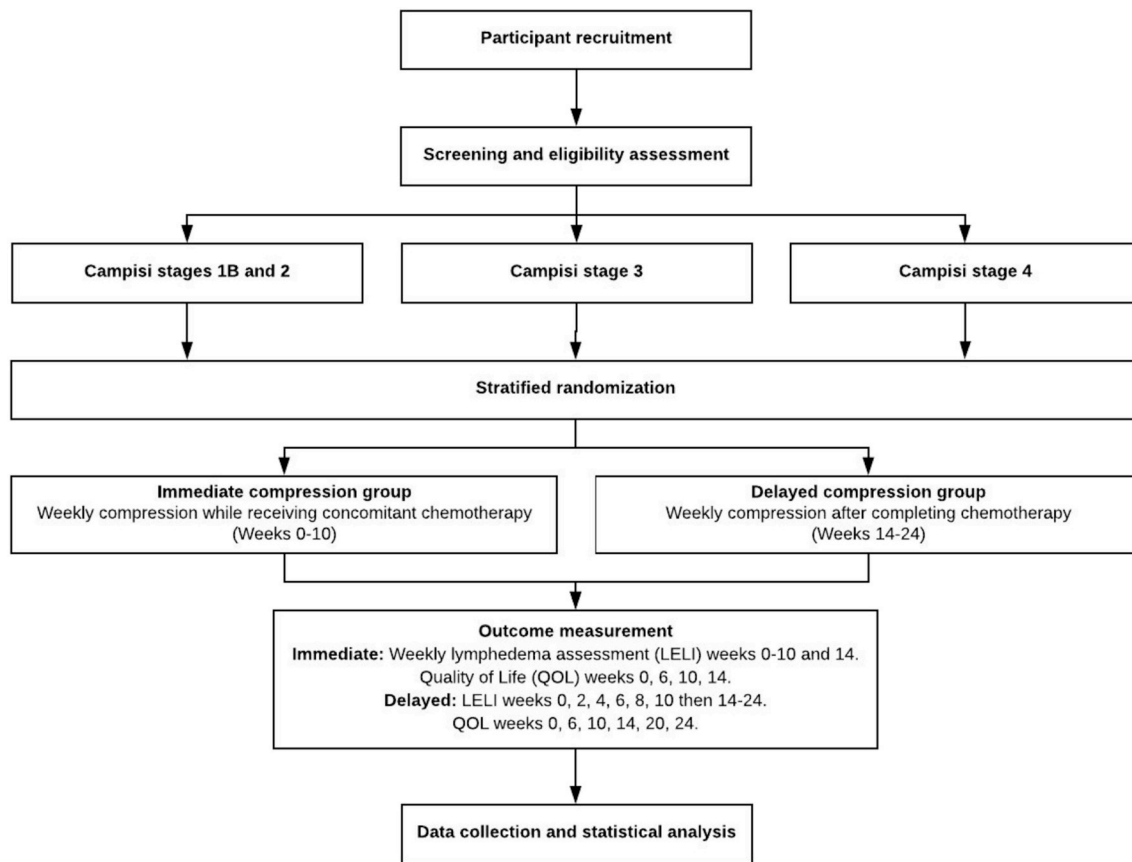 Participant recruitment
Screening and eligibility assessment
Campisi stages 1B and 2
Campisi stage 3
Campisi stage 4
Stratified randomization
Immediate compression group
Weekly compression while receiving concomitant chemotherapy
(Weeks 0-10)
Delayed compression group
Weekly compression after completing chemotherapy
(Weeks 14-24)
Outcome measurement
Immediate: Weekly lymphedema assessment (LELI) weeks 0-10 and 14.
Quality of Life (QOL) weeks 0, 6, 10, 14.
Delayed: LELI weeks 0, 2, 4, 6, 8, 10 then 14-24.
QOL weeks 0, 6, 10, 14, 20, 24.
Data collection and statistical analysis